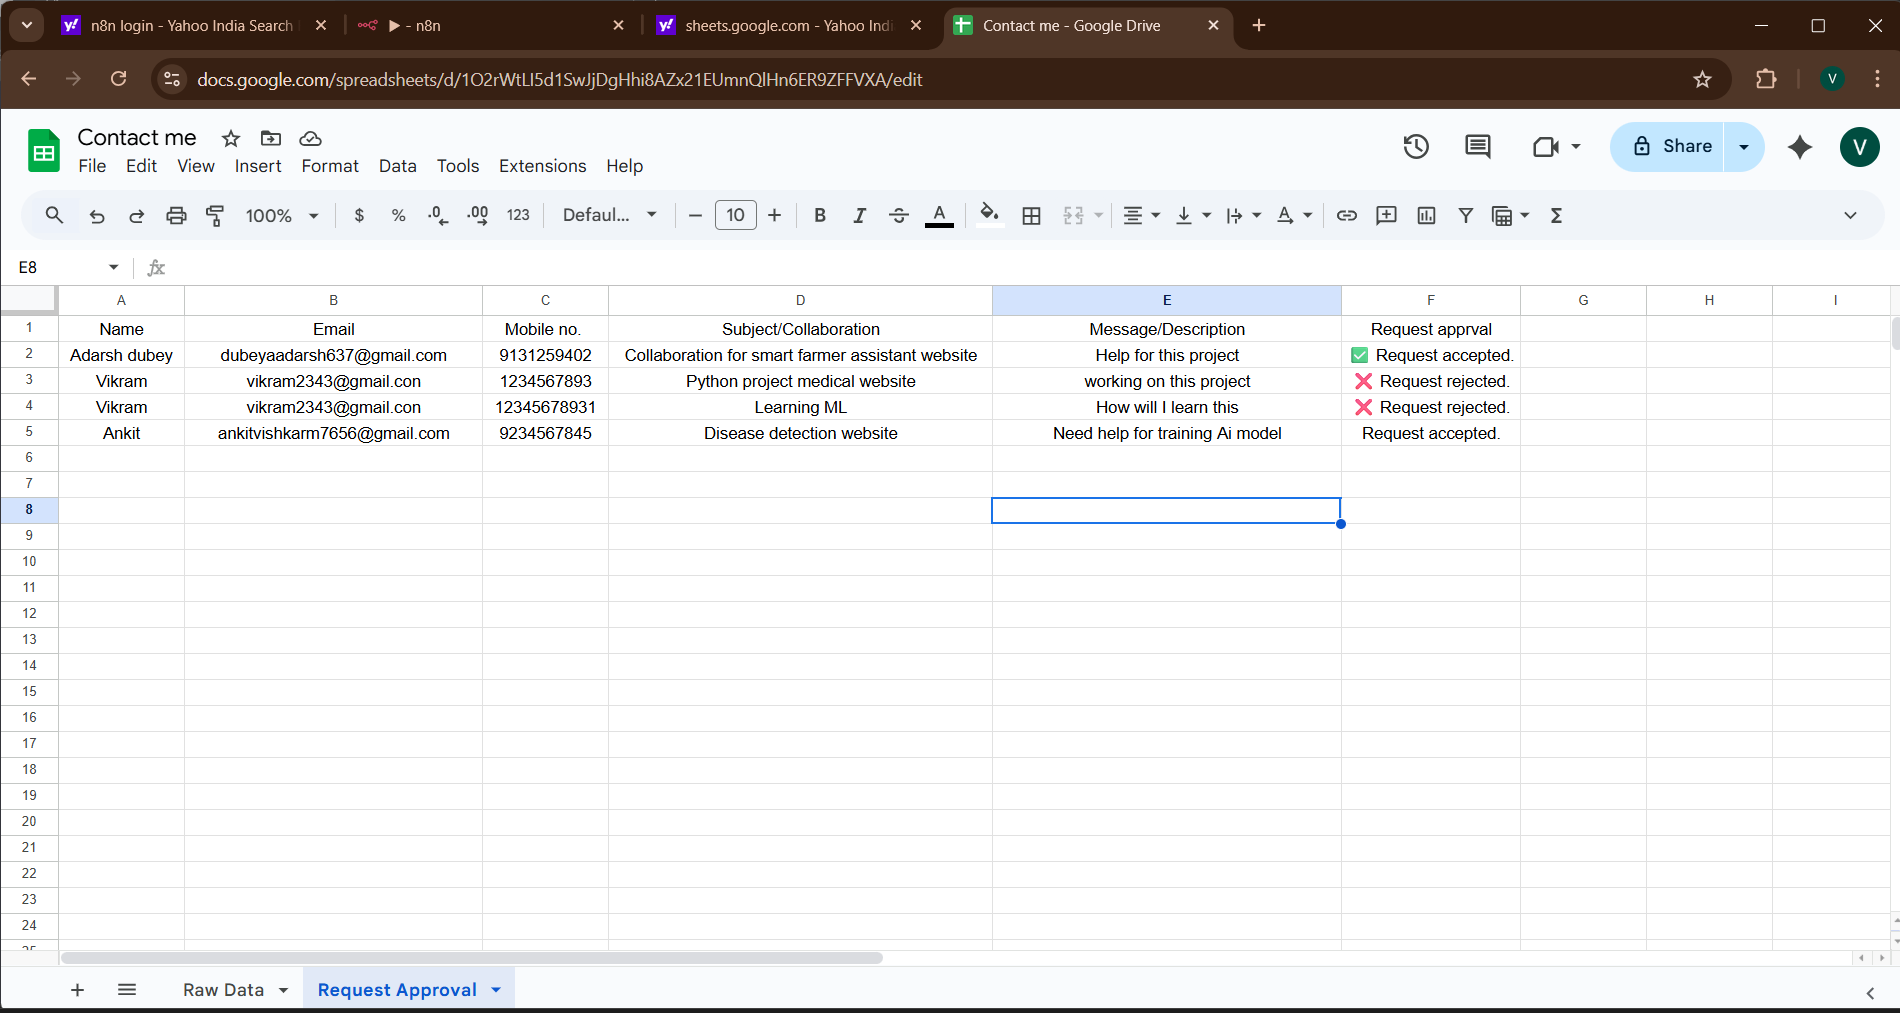 n8n login - Yahoo India Search
▶ - n8n
sheets.google.com - Yahoo Indi
Contact me - Google Drive
docs.google.com/spreadsheets/d/1O2rWtLI5d1SwJjDgHhi8AZx21EUmnQlHn6ER9ZFFVXA/edit
V
Contact me
File Edit View Insert Format Data Tools Extensions Help
Share
V
100% $ % .0 .00 123 Defaul... 10 B I A
E8 fx
A B C D E F G H I
1 Name Email Mobile no. Subject/Collaboration Message/Description Request apprval
2 Adarsh dubey dubeyaadarsh637@gmail.com 9131259402 Collaboration for smart farmer assistant website Help for this project ✅ Request accepted.
3 Vikram vikram2343@gmail.con 1234567893 Python project medical website working on this project ❌ Request rejected.
4 Vikram vikram2343@gmail.con 12345678931 Learning ML How will I learn this ❌ Request rejected.
5 Ankit ankitvishkarm7656@gmail.com 9234567845 Disease detection website Need help for training Ai model Request accepted.
6
7
8
9
10
11
12
13
14
15
16
17
18
19
20
21
22
23
24
25
Raw Data Request Approval